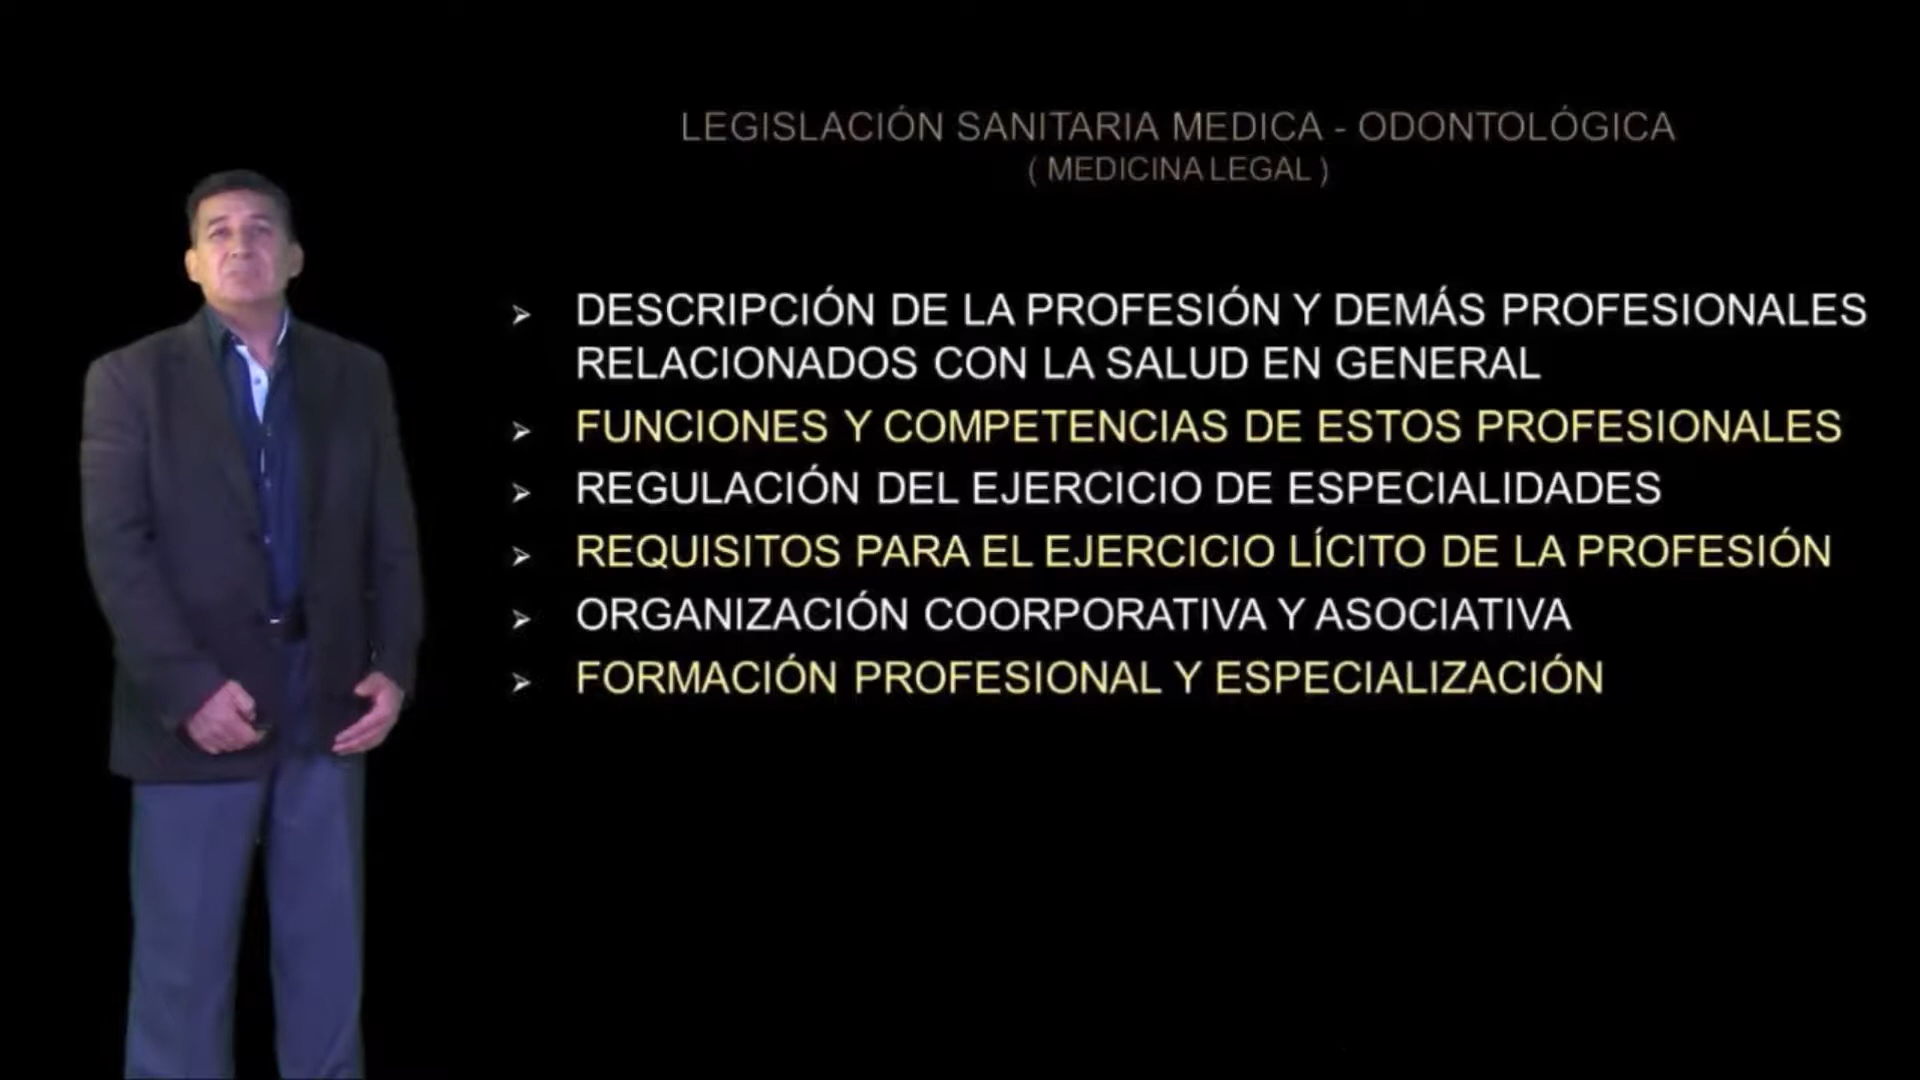 LEGISLACIÓN SANITARIA MEDICA - ODONTOLÓGICA
( MEDICINA LEGAL )
➢ DESCRIPCIÓN DE LA PROFESIÓN Y DEMÁS PROFESIONALES
RELACIONADOS CON LA SALUD EN GENERAL
➢ FUNCIONES Y COMPETENCIAS DE ESTOS PROFESIONALES
➢ REGULACIÓN DEL EJERCICIO DE ESPECIALIDADES
➢ REQUISITOS PARA EL EJERCICIO LÍCITO DE LA PROFESIÓN
➢ ORGANIZACIÓN COORPORATIVA Y ASOCIATIVA
➢ FORMACIÓN PROFESIONAL Y ESPECIALIZACIÓN